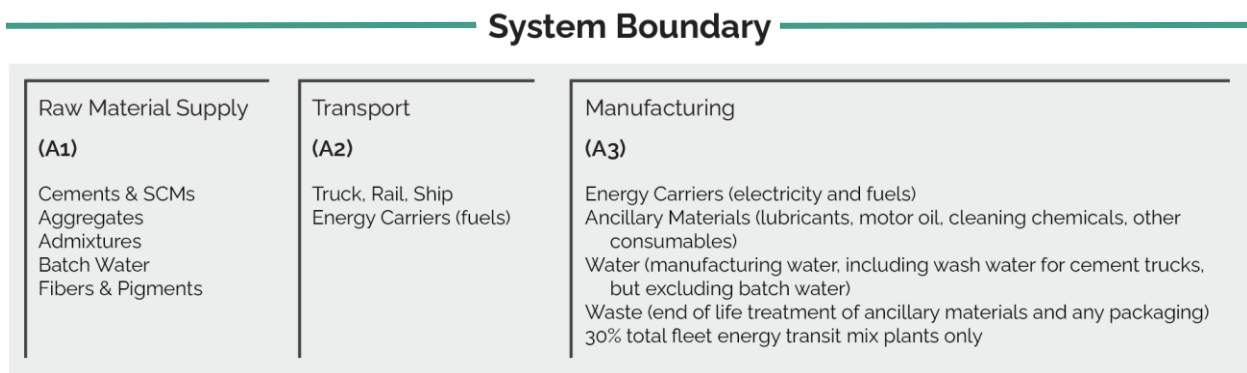 System Boundary
Raw Material Supply
(A1)
Cements & SCMs
Aggregates
Admixtures
Batch Water
Fibers & Pigments
Transport
(A2)
Truck, Rail, Ship
Energy Carriers (fuels)
Manufacturing
(A3)
Energy Carriers (electricity and fuels)
Ancillary Materials (lubricants, motor oil, cleaning chemicals, other
consumables)
Water (manufacturing water, including wash water for cement trucks,
but excluding batch water)
Waste (end of life treatment of ancillary materials and any packaging)
30% total fleet energy transit mix plants only